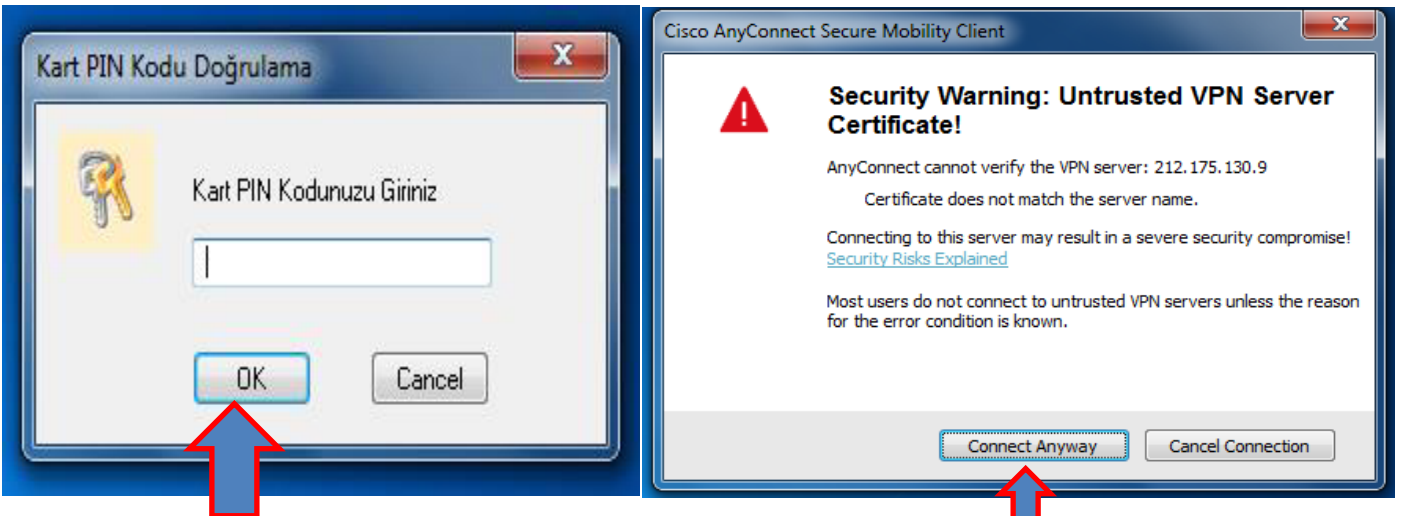 Kart PIN Kodu Doğrulama
Kart PIN Kodunuzu Giriniz
OK
Cancel
Cisco AnyConnect Secure Mobility Client
Security Warning: Untrusted VPN Server
Certificate!
AnyConnect cannot verify the VPN server: 212.175.130.9
Certificate does not match the server name.
Connecting to this server may result in a severe security compromise!
Security Risks Explained
Most users do not connect to untrusted VPN servers unless the reason
for the error condition is known.
Connect Anyway
Cancel Connection